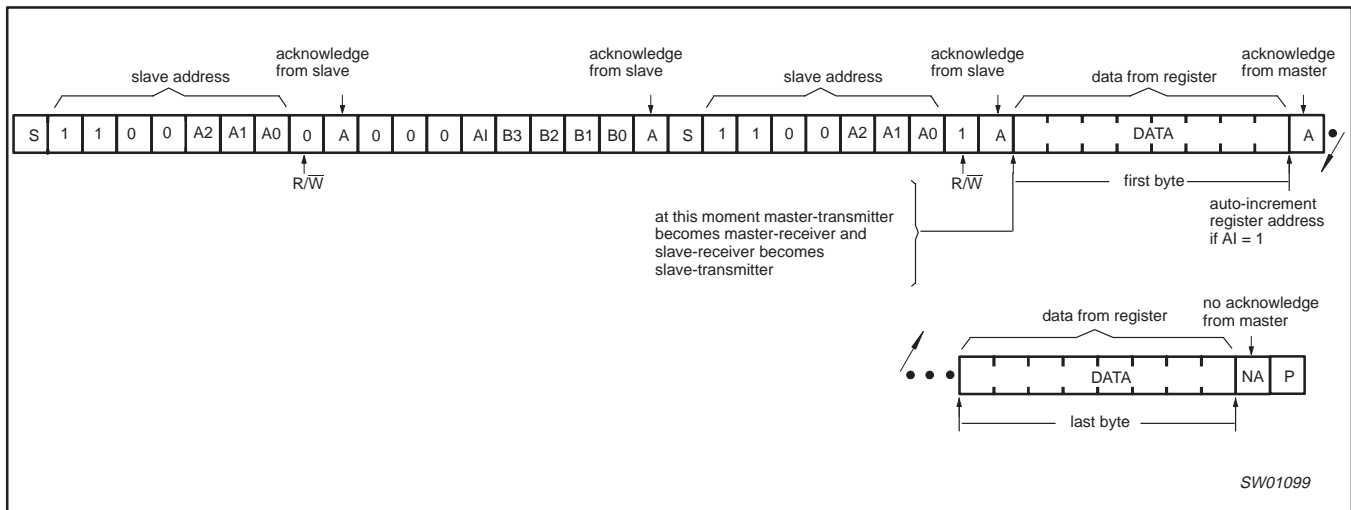 acknowledge
from slave
acknowledge
from slave
acknowledge
from slave
acknowledge
from master
slave address
slave address
data from register
S 1 1 0 0 A2 A1 A0 0 A 0 0 0 AI B3 B2 B1 B0 A S 1 1 0 0 A2 A1 A0 1 A DATA A
R/W̅
R/W̅
first byte
at this moment master-transmitter
becomes master-receiver and
slave-receiver becomes
slave-transmitter
auto-increment
register address
if AI = 1
data from register
no acknowledge
from master
DATA NA P
last byte
SW01099